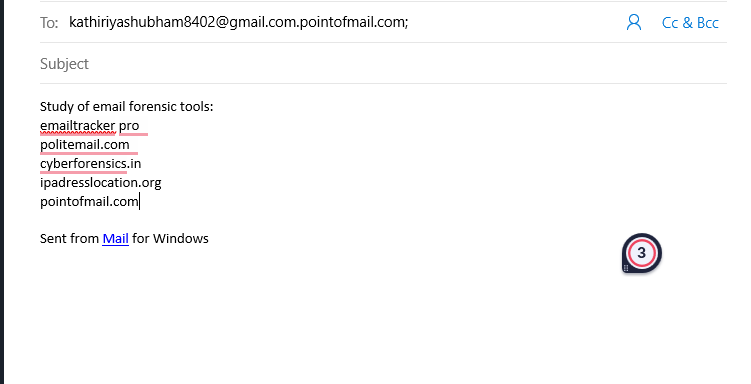 To: kathiriyashubham8402@gmail.com.pointofmail.com; Cc & Bcc
Subject
Study of email forensic tools:
emailtracker pro
politemail.com
cyberforensics.in
ipadresslocation.org
pointofmail.com
Sent from Mail for Windows
3